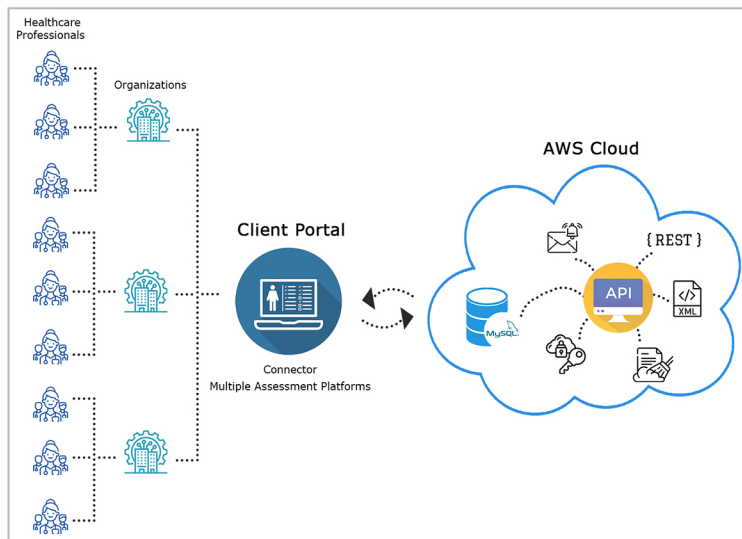 Healthcare
Professionals
Organizations
Client Portal
Connector
Multiple Assessment Platforms
AWS Cloud
{REST}
API
MySQL
XML